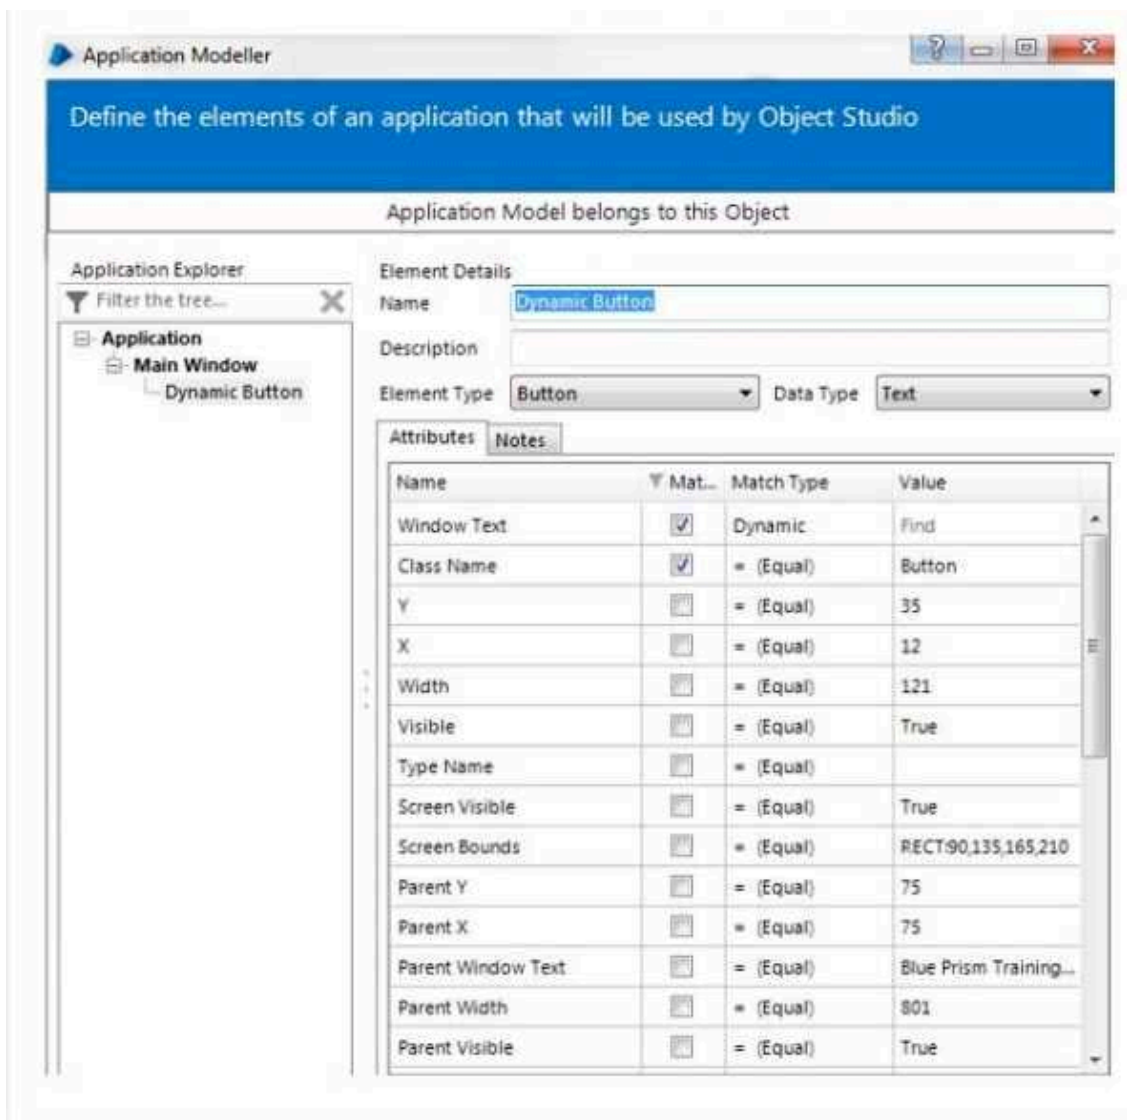 Application Modeller
Define the elements of an application that will be used by Object Studio
Application Model belongs to this Object
Application Explorer
Filter the tree...
Application
Main Window
Dynamic Button
Element Details
Name Dynamic Button
Description
Element Type Button Data Type Text
Attributes Notes
Name Mat... Match Type Value
Window Text Dynamic Find
Class Name = (Equal) Button
Y = (Equal) 35
X = (Equal) 12
Width = (Equal) 121
Visible = (Equal) True
Type Name = (Equal)
Screen Visible = (Equal) True
Screen Bounds = (Equal) RECT:90,135,165,210
Parent Y = (Equal) 75
Parent X = (Equal) 75
Parent Window Text = (Equal) Blue Prism Training...
Parent Width = (Equal) 801
Parent Visible = (Equal) True